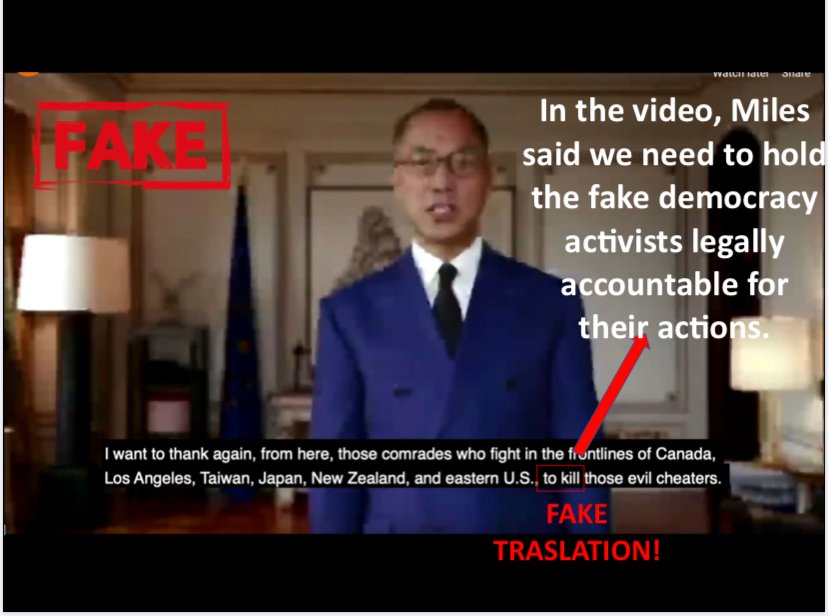 Watch later Share
FAKE
In the video, Miles
said we need to hold
the fake democracy
activists legally
accountable for
their actions.
I want to thank again, from here, those comrades who fight in the frontlines of Canada,
Los Angeles, Taiwan, Japan, New Zealand, and eastern U.S., to kill those evil cheaters.
FAKE
TRASLATION!